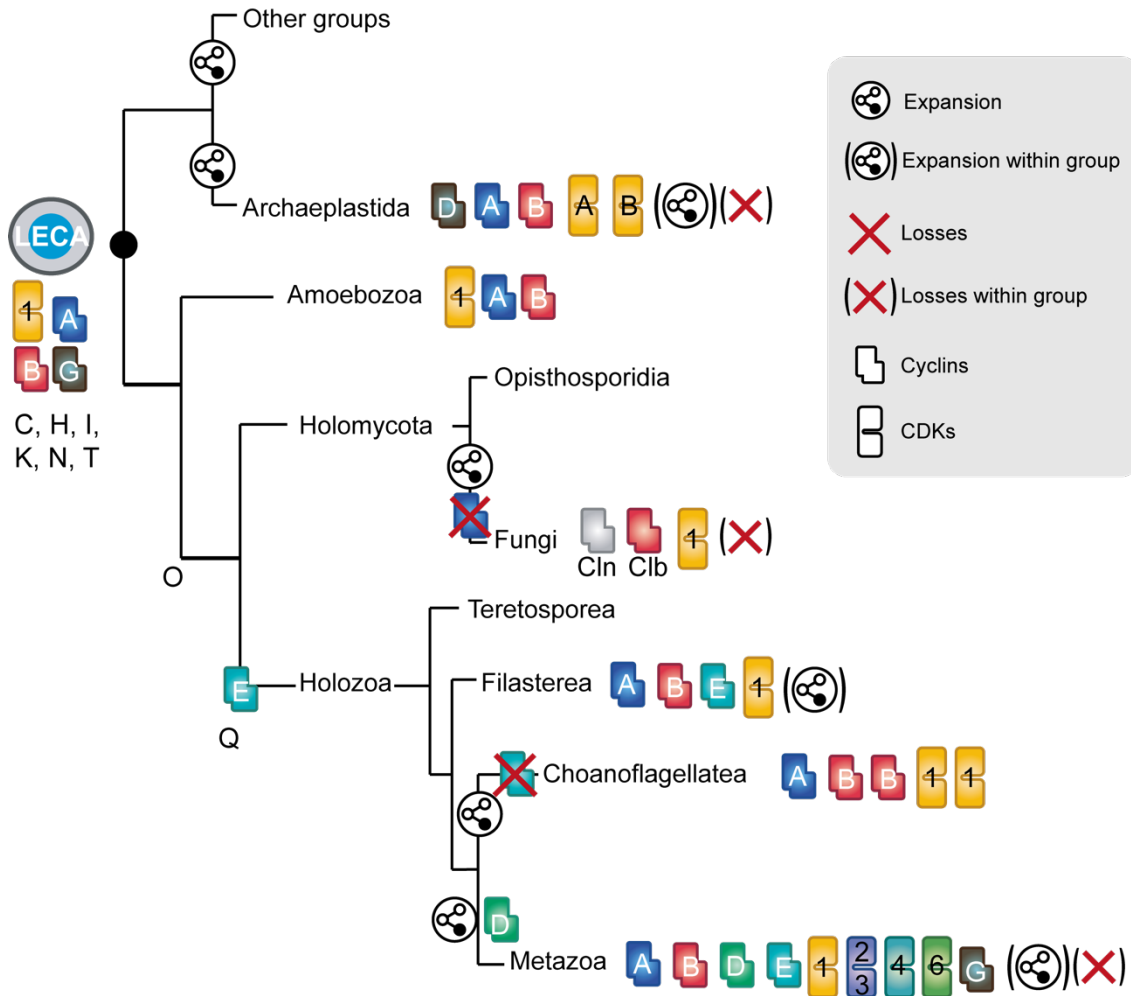 Other groups
Expansion
Expansion within group
Losses
Losses within group
Cyclins
CDKs
Archaeplastida D A B A B
LECA
1 A
B G
C, H, I,
K, N, T
Amoebozoa 1 A B
Opisthosporidia
Holomycota
Fungi 1
Cln Clb
O
Teretosporea
Holozoa
E
Q
Filasterea A B E 1
Choanoflagellatea A B B 1 1
D
Metazoa A B D E 1 2 3 4 6 G